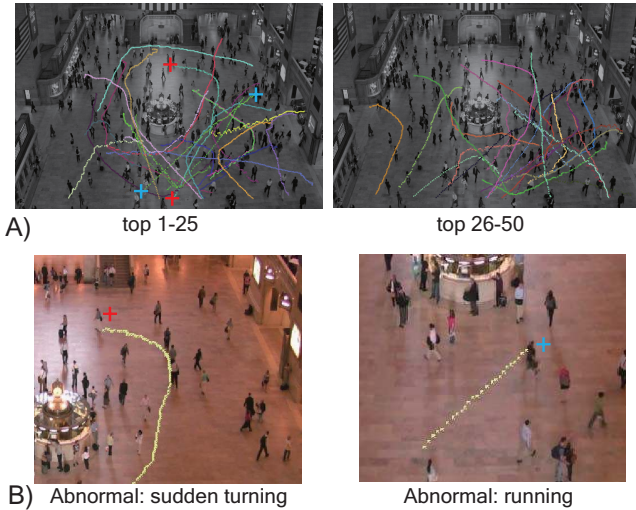 top 1-25
top 26-50
A)
B)
Abnormal: sudden turning
Abnormal: running